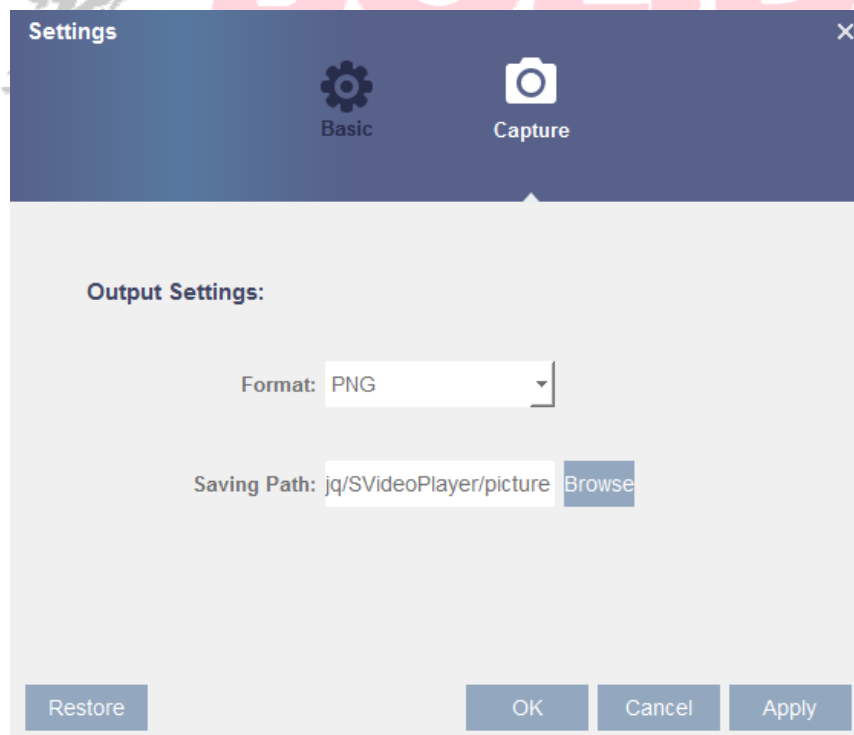 Settings
Basic
Capture
Output Settings:
Format: PNG
Saving Path: jq/SVideoPlayer/picture Browse
Restore OK Cancel Apply